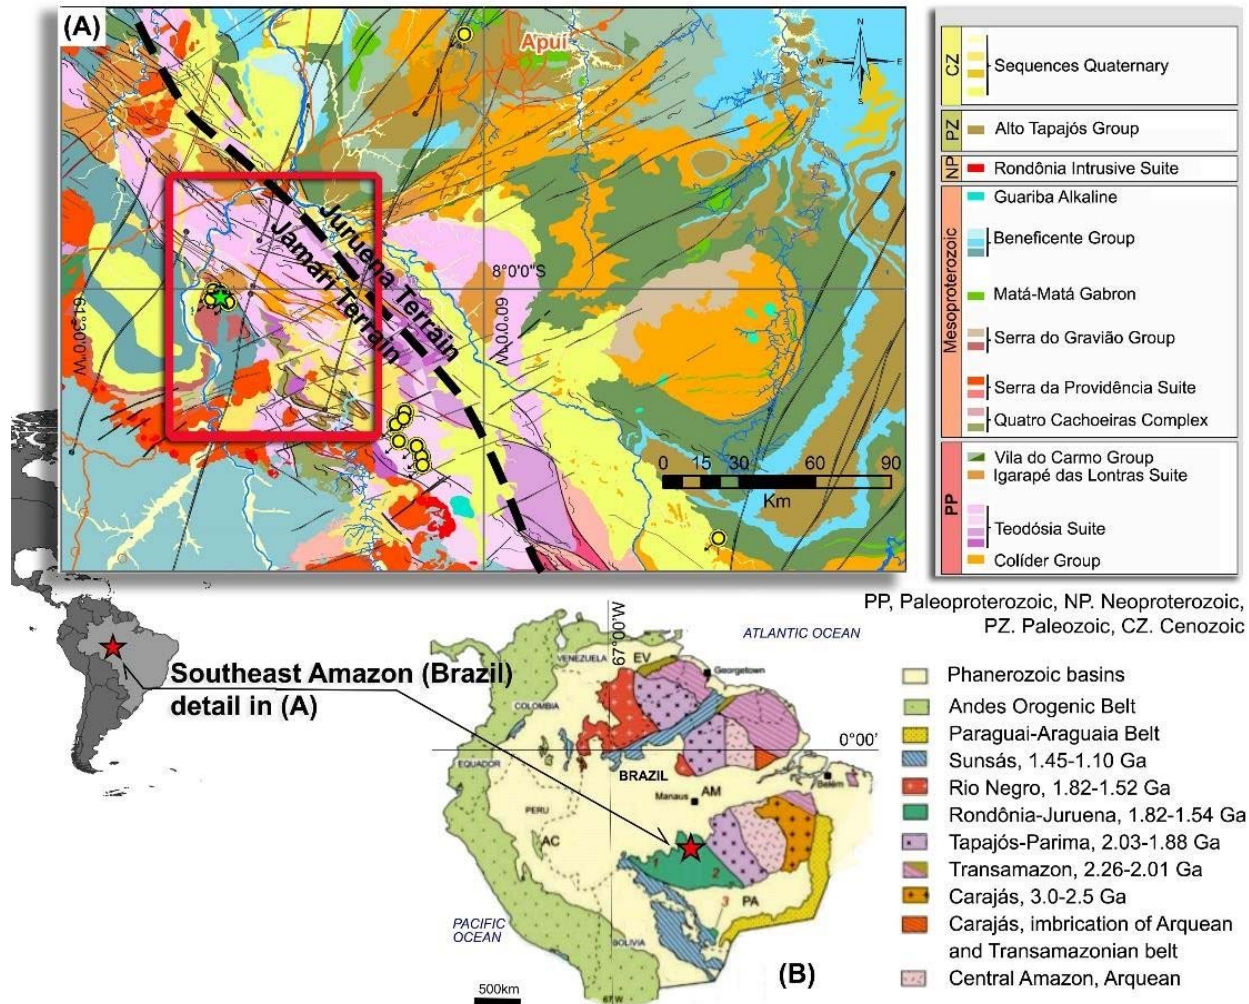 (A)
Apuí
N
W
E
S
Juruena Terrain
Jamari Terrain
8°0'0"S
61°30'0"W
60°0'0"W
0 15 30 60 90
Km
CZ
Sequences Quaternary
PZ
Alto Tapajós Group
NP
Rondônia Intrusive Suite
Mesoproterozoic
Guariba Alkaline
Beneficente Group
Matá-Matá Gabron
Serra do Gravião Group
Serra da Providência Suite
Quatro Cachoeiras Complex
PP
Vila do Carmo Group
Igarapé das Lontras Suite
Teodósia Suite
Colíder Group
PP, Paleoproterozoic, NP. Neoproterozoic,
PZ. Paleozoic, CZ. Cenozoic
Southeast Amazon (Brazil)
detail in (A)
67°00'W
ATLANTIC OCEAN
VENEZUELA
EV
Georgetown
COLOMBIA
0°00'
EQUADOR
BRAZIL
AM
Manaus
Belém
PERU
AC
1
2
3
PA
PACIFIC
OCEAN
BOLIVIA
(B)
500km
67 W
Phanerozoic basins
Andes Orogenic Belt
Paraguai-Araguaia Belt
Sunsás, 1.45-1.10 Ga
Rio Negro, 1.82-1.52 Ga
Rondônia-Juruena, 1.82-1.54 Ga
Tapajós-Parima, 2.03-1.88 Ga
Transamazon, 2.26-2.01 Ga
Carajás, 3.0-2.5 Ga
Carajás, imbrication of Arquean
and Transamazonian belt
Central Amazon, Arquean